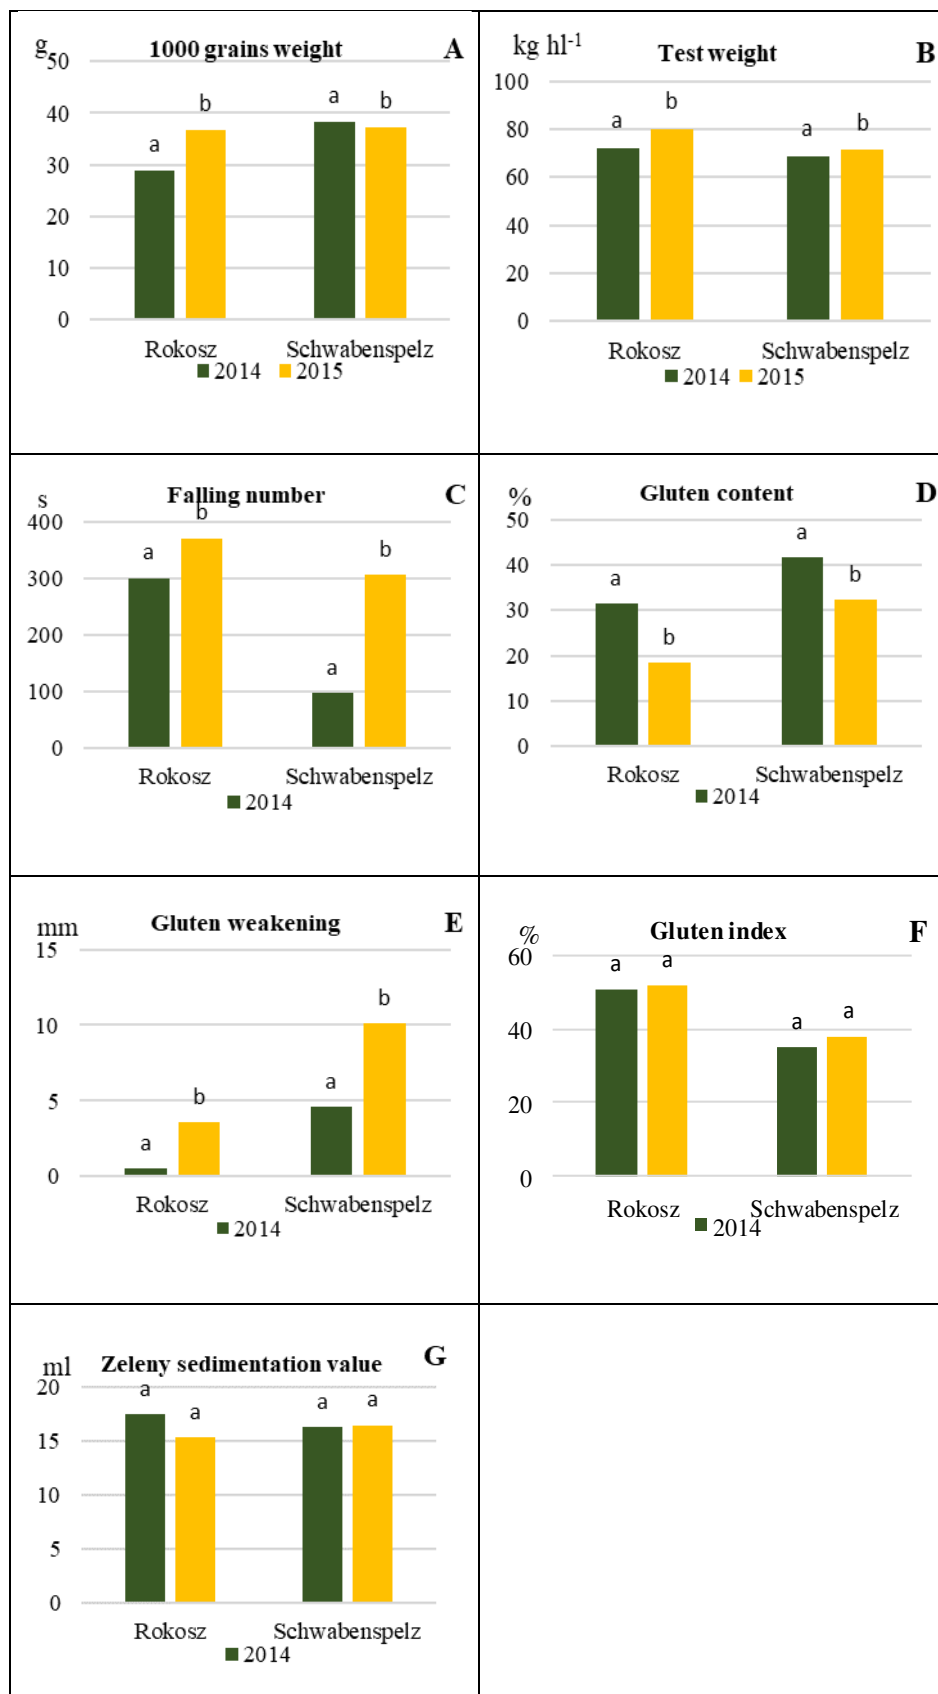 g
1000 grains weight
A
50
40
30
20
10
0
a
b
a
b
Rokosz
Schwabenspelz
2014
2015
kg hl-1
Test weight
B
100
80
60
40
20
0
a
b
a
b
Rokosz
Schwabenspelz
2014
2015
s
Falling number
C
400
300
200
100
0
a
b
a
b
Rokosz
Schwabenspelz
2014
%
Gluten content
D
50
40
30
20
10
0
a
b
a
b
Rokosz
Schwabenspelz
2014
mm
Gluten weakening
E
15
10
5
0
a
b
a
b
Rokosz
Schwabenspelz
2014
%
Gluten index
F
60
40
20
0
a
a
a
a
Rokosz
Schwabenspelz
2014
ml
Zeleny sedimentation value
G
20
15
10
5
0
a
a
a
a
Rokosz
Schwabenspelz
2014